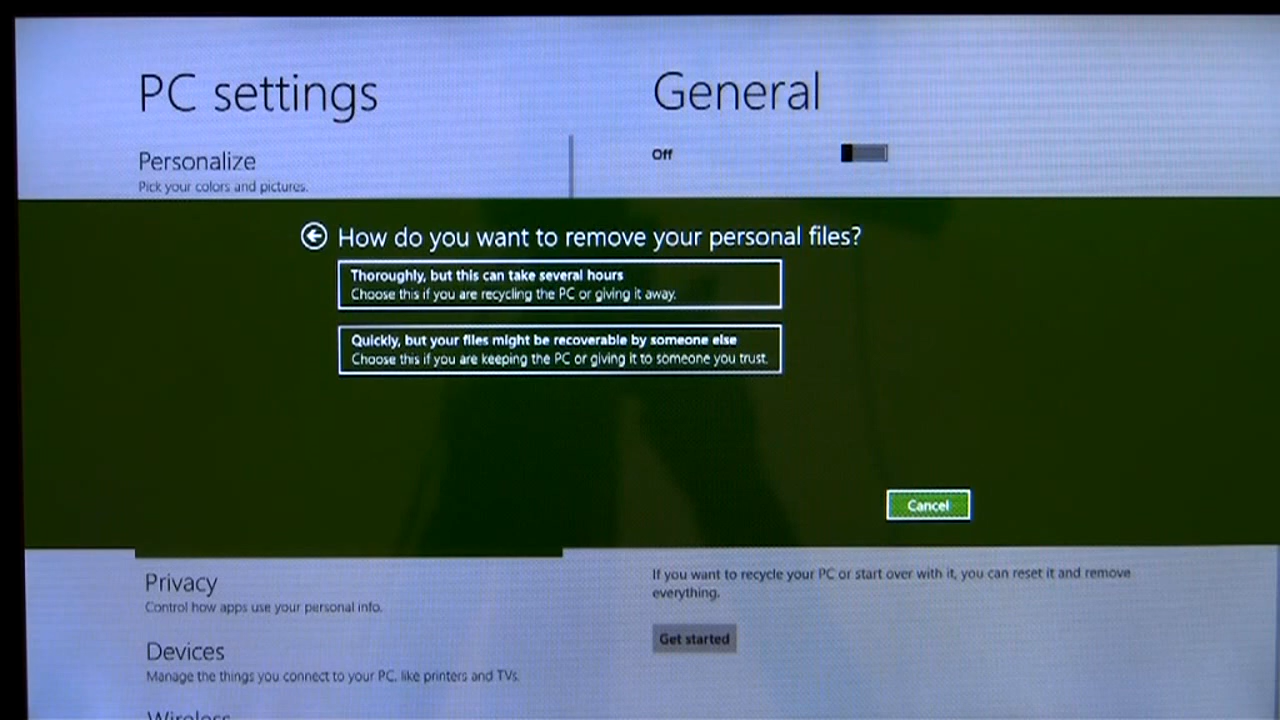 PC settings
General
Personalize
Pick your colors and pictures.
Off
How do you want to remove your personal files?
Thoroughly, but this can take several hours
Choose this if you are recycling the PC or giving it away.
Quickly, but your files might be recoverable by someone else
Choose this if you are keeping the PC or giving it to someone you trust.
Cancel
Privacy
Control how apps use your personal info.
Devices
Manage the things you connect to your PC, like printers and TVs.
Wireless
If you want to recycle your PC or start over with it, you can reset it and remove
everything.
Get started